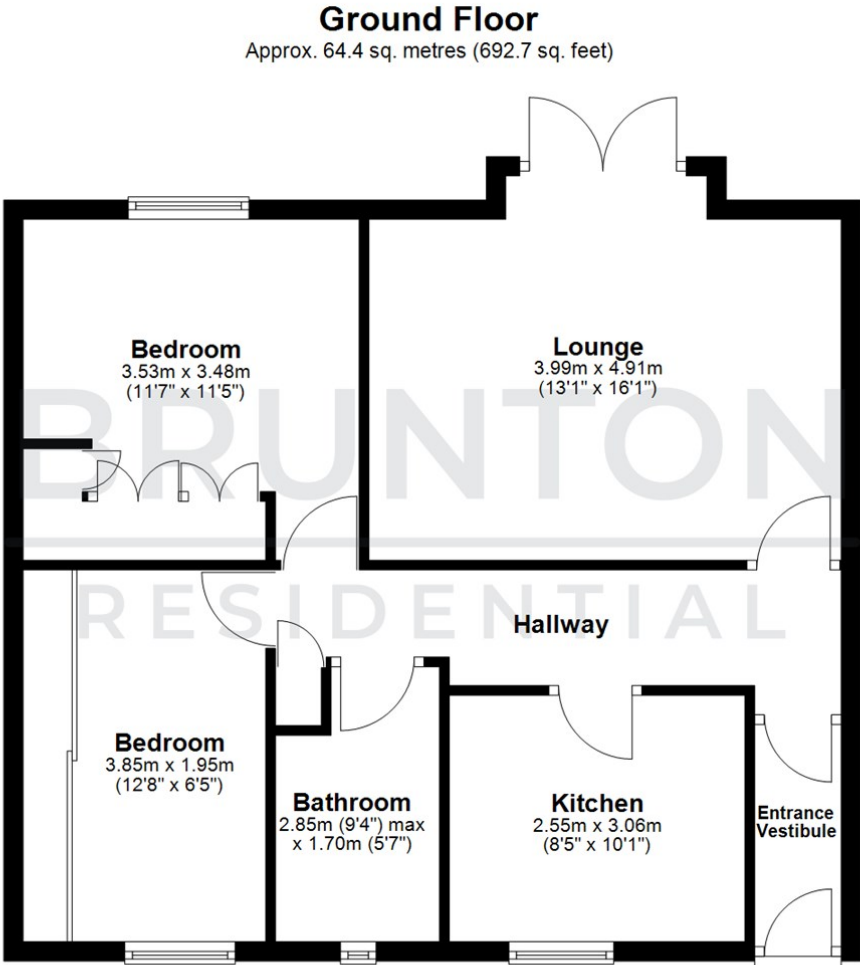 Ground Floor
Approx. 64.4 sq. metres (692.7 sq. feet)
Bedroom
3.53m x 3.48m
(11'7" x 11'5")
Lounge
3.99m x 4.91m
(13'1" x 16'1")
BRUNTON
RESIDENTIAL
Hallway
Bedroom
3.85m x 1.95m
(12'8" x 6'5")
Bathroom
2.85m (9'4") max
x 1.70m (5'7")
Kitchen
2.55m x 3.06m
(8'5" x 10'1")
Entrance
Vestibule